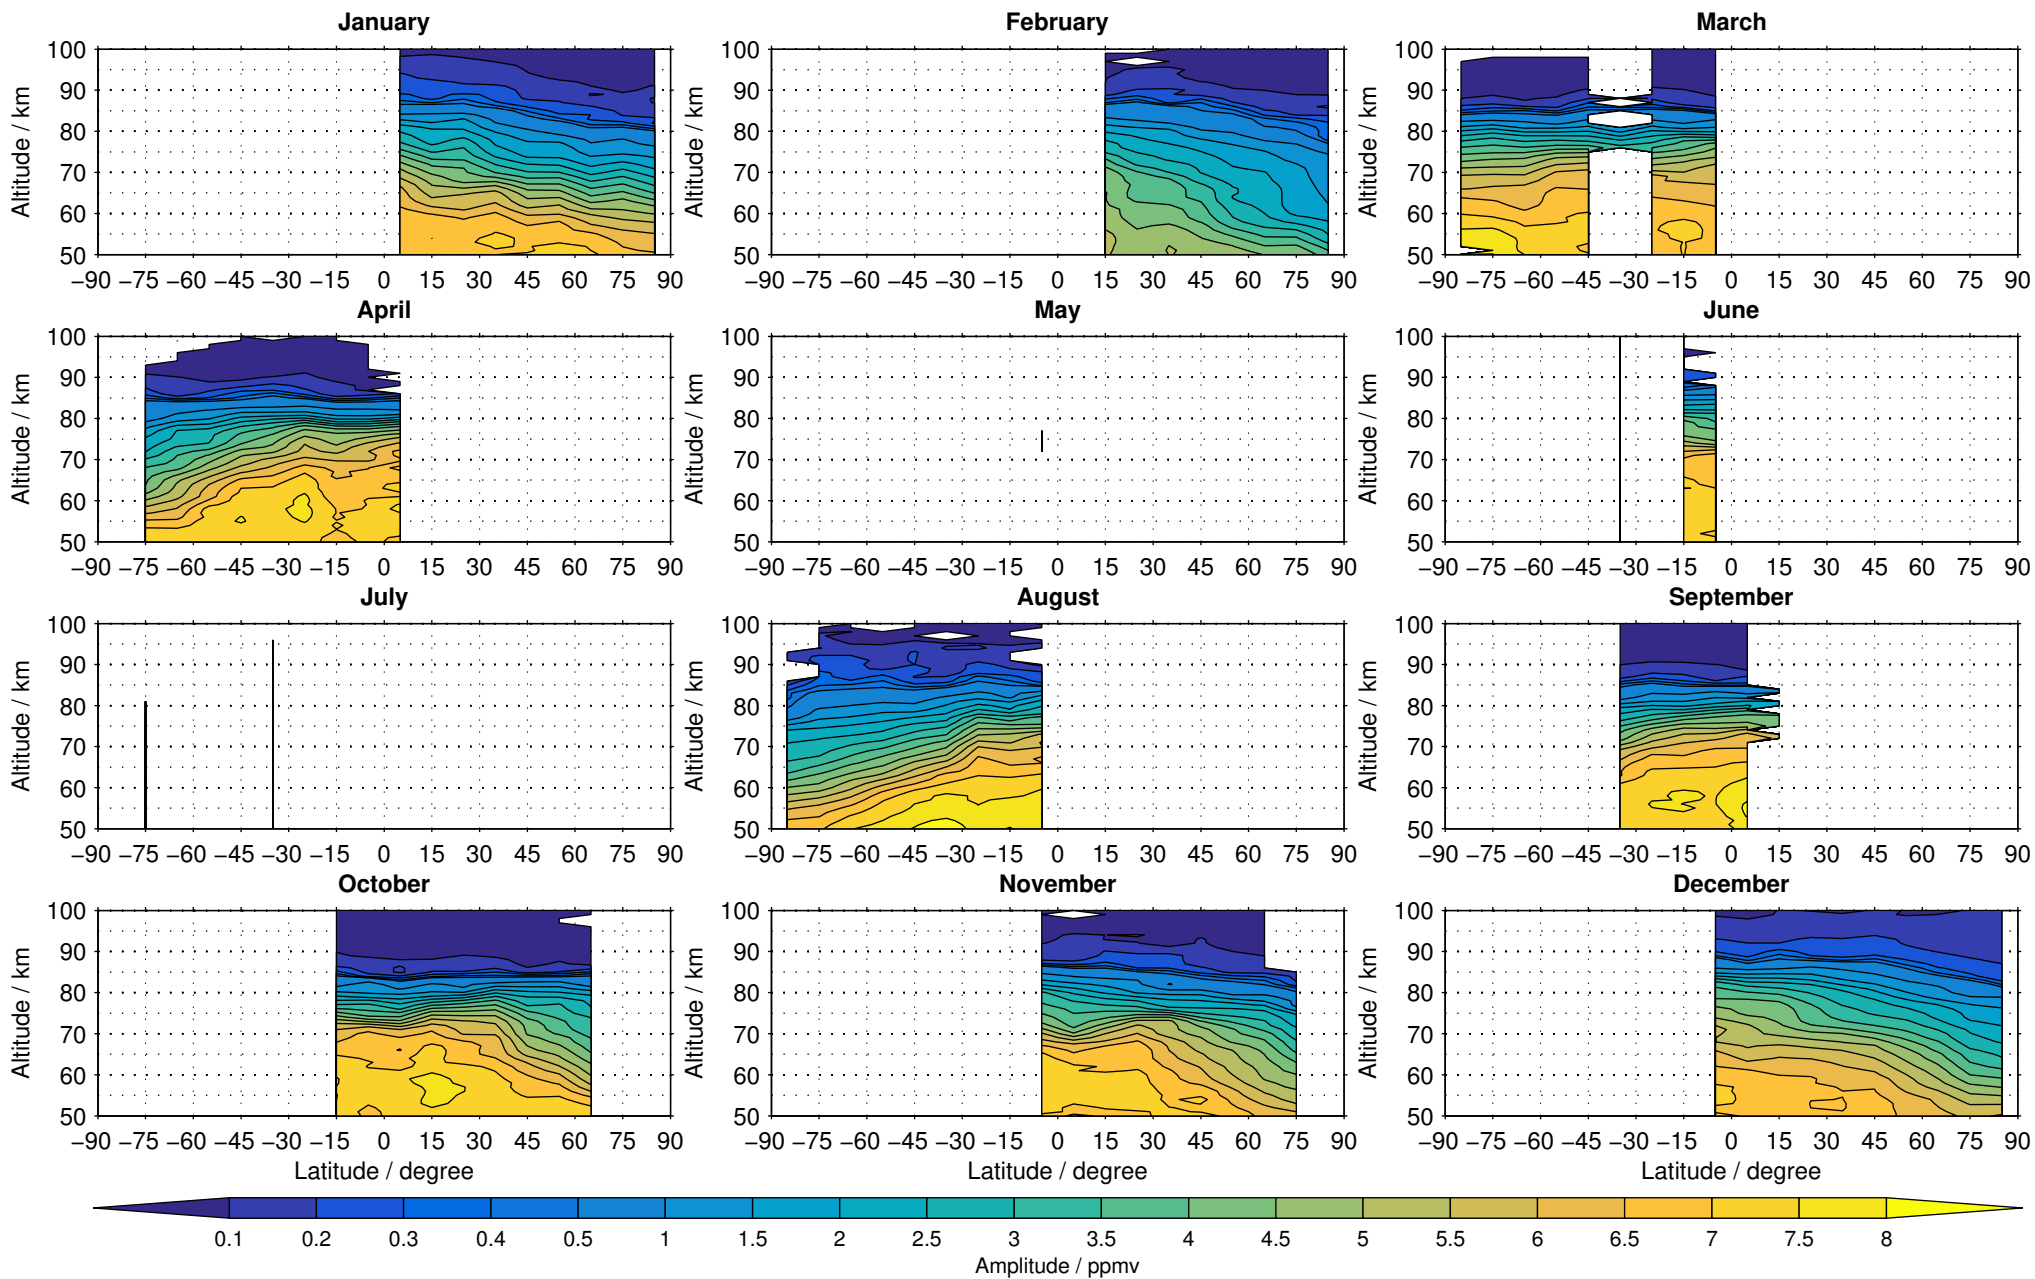 January February March
100 100 100
90 90 90
80 80 80
70 70 70
60 60 60
50 50 50
Altitude / km Altitude / km Altitude / km
−90 −75 −60 −45 −30 −15 0 15 30 45 60 75 90 −90 −75 −60 −45 −30 −15 0 15 30 45 60 75 90 −90 −75 −60 −45 −30 −15 0 15 30 45 60 75 90
April May June
100 100 100
90 90 90
80 80 80
70 70 70
60 60 60
50 50 50
Altitude / km Altitude / km Altitude / km
−90 −75 −60 −45 −30 −15 0 15 30 45 60 75 90 −90 −75 −60 −45 −30 −15 0 15 30 45 60 75 90 −90 −75 −60 −45 −30 −15 0 15 30 45 60 75 90
July August September
100 100 100
90 90 90
80 80 80
70 70 70
60 60 60
50 50 50
Altitude / km Altitude / km Altitude / km
−90 −75 −60 −45 −30 −15 0 15 30 45 60 75 90 −90 −75 −60 −45 −30 −15 0 15 30 45 60 75 90 −90 −75 −60 −45 −30 −15 0 15 30 45 60 75 90
October November December
100 100 100
90 90 90
80 80 80
70 70 70
60 60 60
50 50 50
Altitude / km Altitude / km Altitude / km
−90 −75 −60 −45 −30 −15 0 15 30 45 60 75 90 −90 −75 −60 −45 −30 −15 0 15 30 45 60 75 90 −90 −75 −60 −45 −30 −15 0 15 30 45 60 75 90
Latitude / degree Latitude / degree Latitude / degree
0.1 0.2 0.3 0.4 0.5 1 1.5 2 2.5 3 3.5 4 4.5 5 5.5 6 6.5 7 7.5 8
Amplitude / ppmv